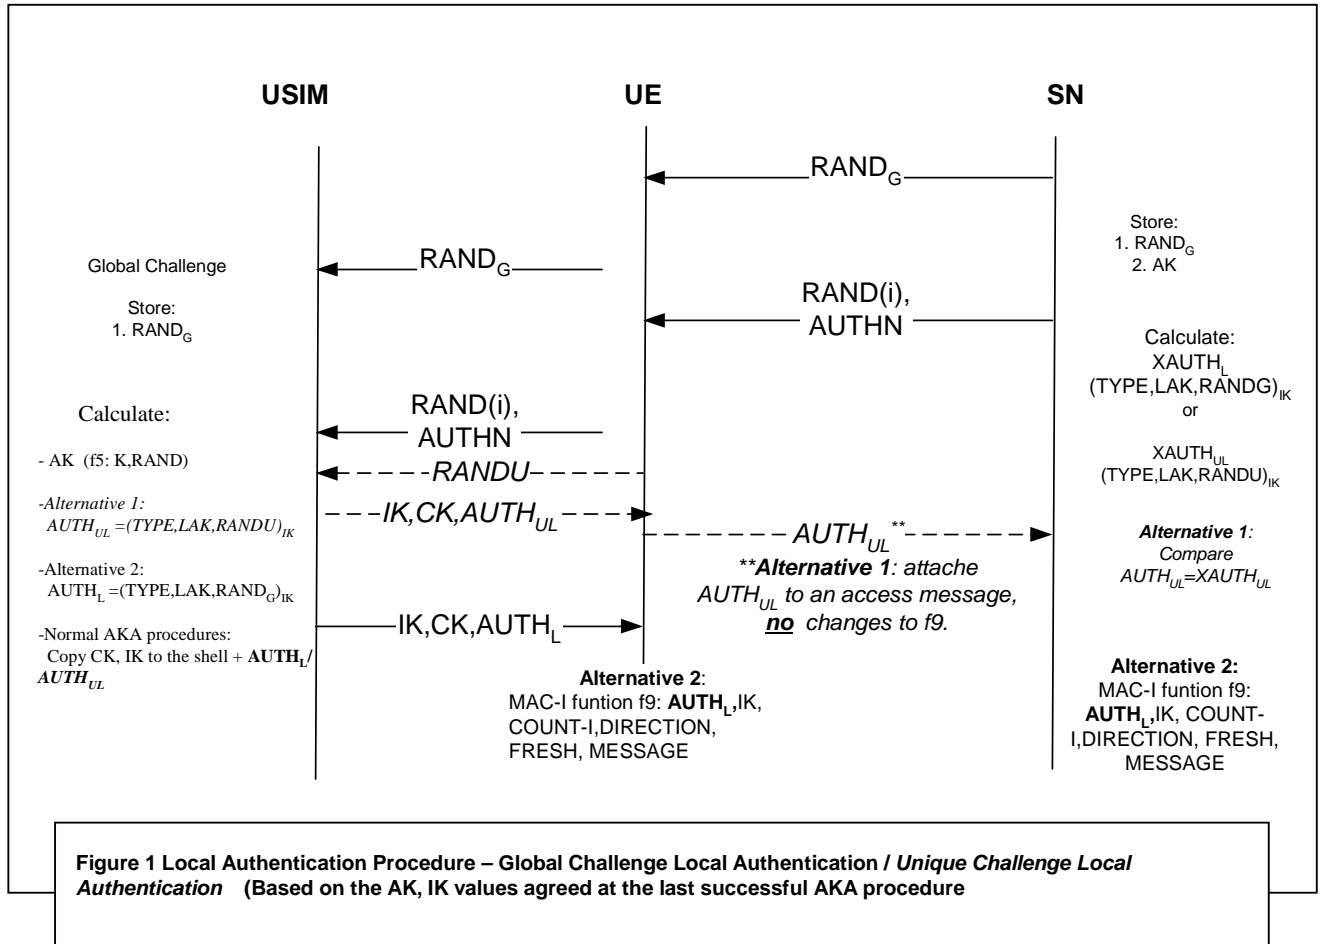 USIM
UE
SN
RANDG
Store:
1. RANDG
2. AK
Global Challenge
RANDG
Store:
1. RANDG
RAND(i),
AUTHN
Calculate:
XAUTHL
(TYPE,LAK,RANDG)IK
or
XAUTHUL
(TYPE,LAK,RANDU)IK
Calculate:
RAND(i),
AUTHN
- AK (f5: K,RAND)
RANDU
-Alternative 1:
AUTHUL =(TYPE,LAK,RANDU)IK
IK,CK,AUTHUL
AUTHUL**
**Alternative 1: attache
AUTHUL to an access message,
no changes to f9.
Alternative 1:
Compare
AUTHUL=XAUTHUL
-Alternative 2:
AUTHL =(TYPE,LAK,RANDG)IK
-Normal AKA procedures:
Copy CK, IK to the shell + AUTHL/
AUTHUL
IK,CK,AUTHL
Alternative 2:
MAC-I funtion f9: AUTHL,IK,
COUNT-I,DIRECTION,
FRESH, MESSAGE
Alternative 2:
MAC-I funtion f9:
AUTHL,IK, COUNT-
I,DIRECTION, FRESH,
MESSAGE
Figure 1 Local Authentication Procedure – Global Challenge Local Authentication / Unique Challenge Local
Authentication (Based on the AK, IK values agreed at the last successful AKA procedure